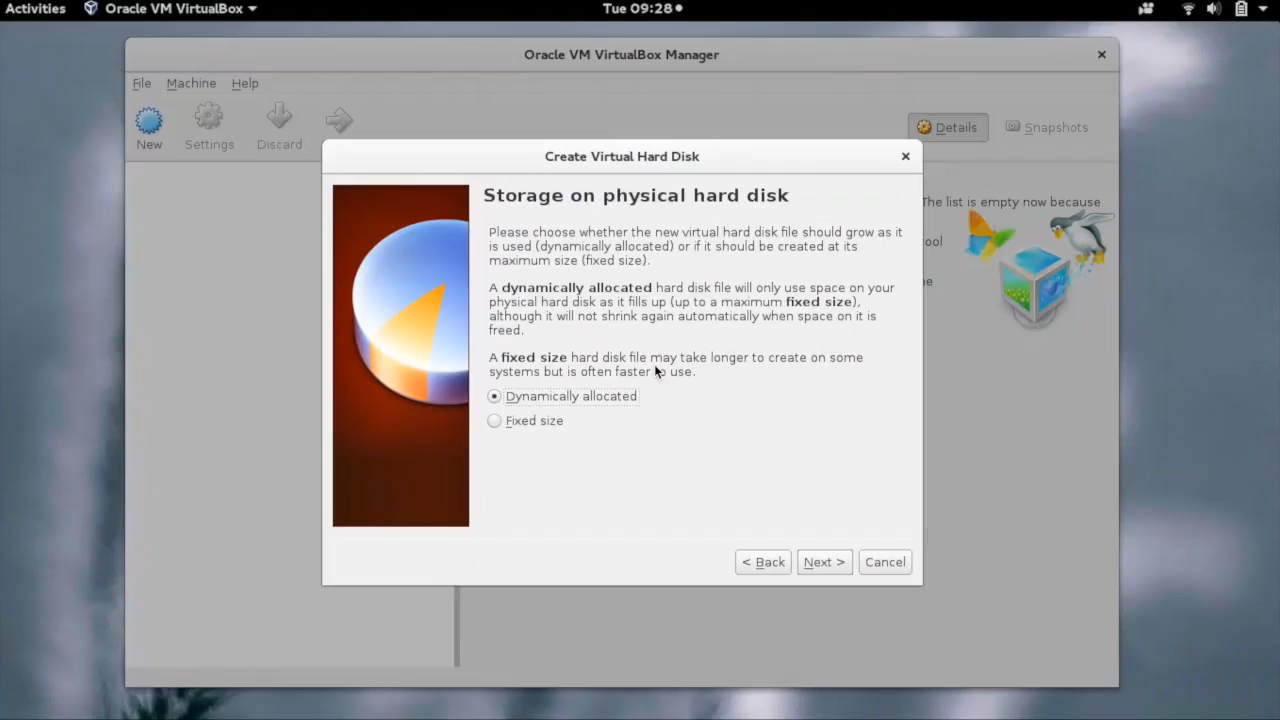 Activities Oracle VM VirtualBox Tue 09:28
Oracle VM VirtualBox Manager
File Machine Help
New Settings Discard
Details Snapshots
Create Virtual Hard Disk
Storage on physical hard disk
The list is empty now because
Please choose whether the new virtual hard disk file should grow as it
is used (dynamically allocated) or if it should be created at its
maximum size (fixed size).
A dynamically allocated hard disk file will only use space on your
physical hard disk as it fills up (up to a maximum fixed size),
although it will not shrink again automatically when space on it is
freed.
A fixed size hard disk file may take longer to create on some
systems but is often faster to use.
Dynamically allocated
Fixed size
< Back Next > Cancel